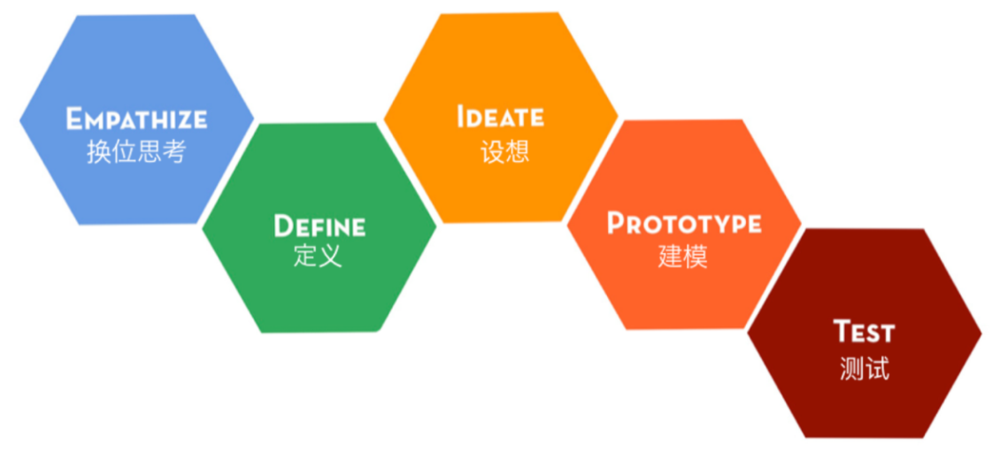 EMPATHIZE
换位思考
DEFINE
定义
IDEATE
设想
PROTOTYPE
建模
TEST
测试